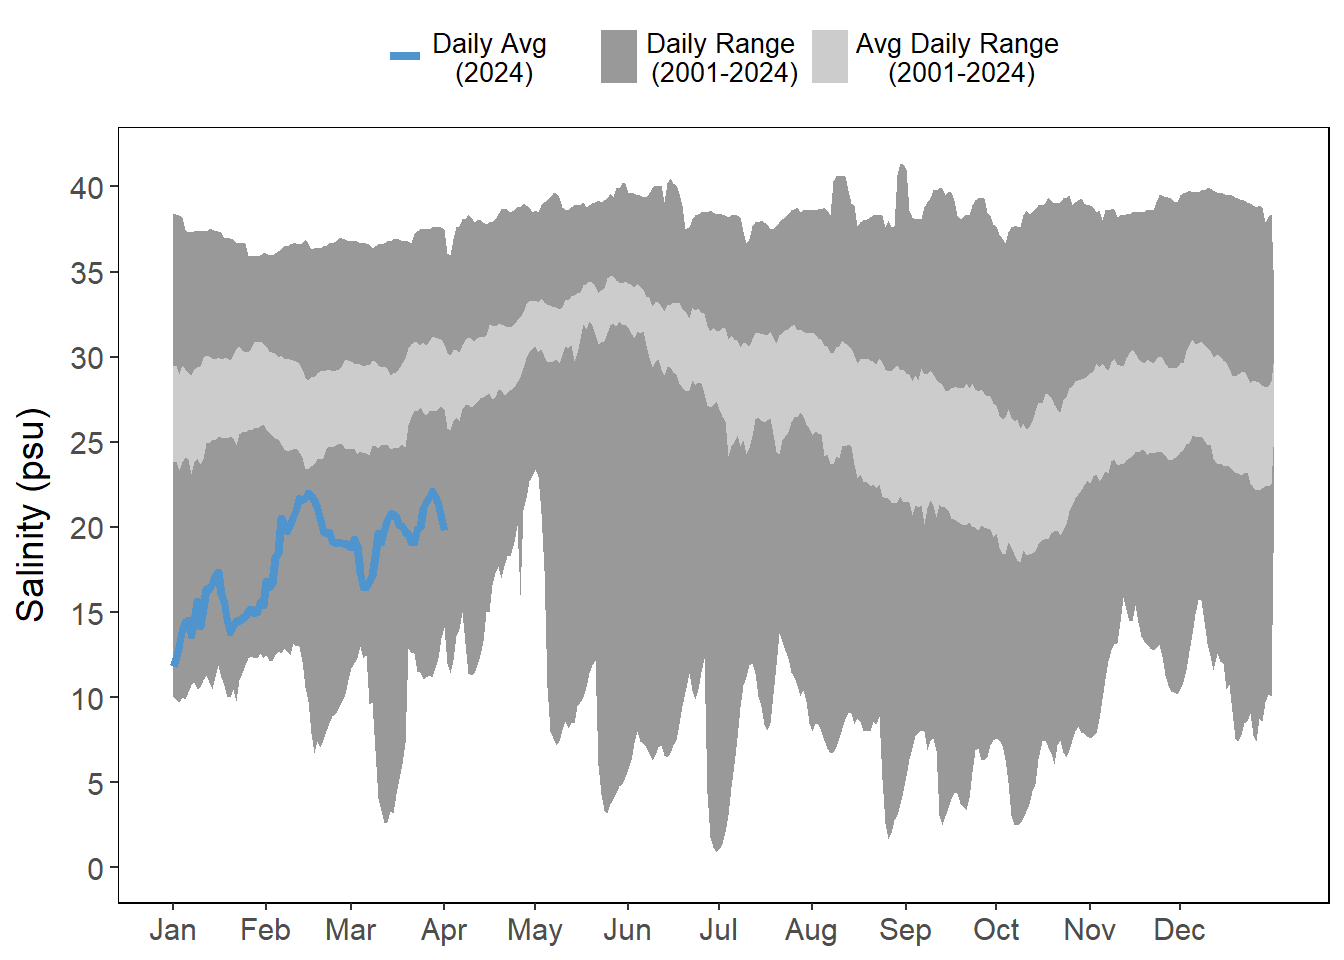 Daily Avg
(2024)
Daily Range
(2001-2024)
Avg Daily Range
(2001-2024)
Salinity (psu)
40
35
30
25
20
15
10
5
0
Jan Feb Mar Apr May Jun Jul Aug Sep Oct Nov Dec